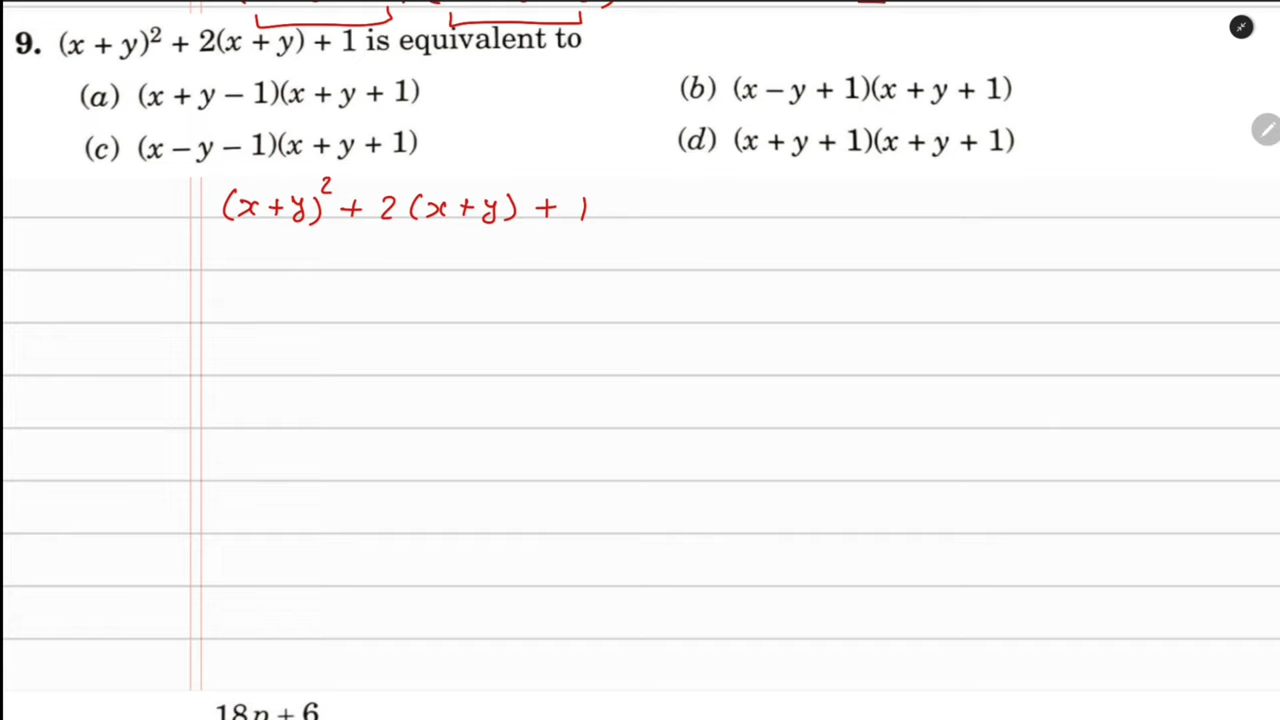 9. (x + y)² + 2(x + y) + 1 is equivalent to
(a) (x + y – 1)(x + y + 1)
(b) (x – y + 1)(x + y + 1)
(c) (x – y – 1)(x + y + 1)
(d) (x + y + 1)(x + y + 1)
(x+y)² + 2 (x+y) + 1
18n + 6